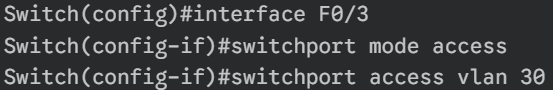 Switch(config)#interface F0/3
Switch(config-if)#switchport mode access
Switch(config-if)#switchport access vlan 30